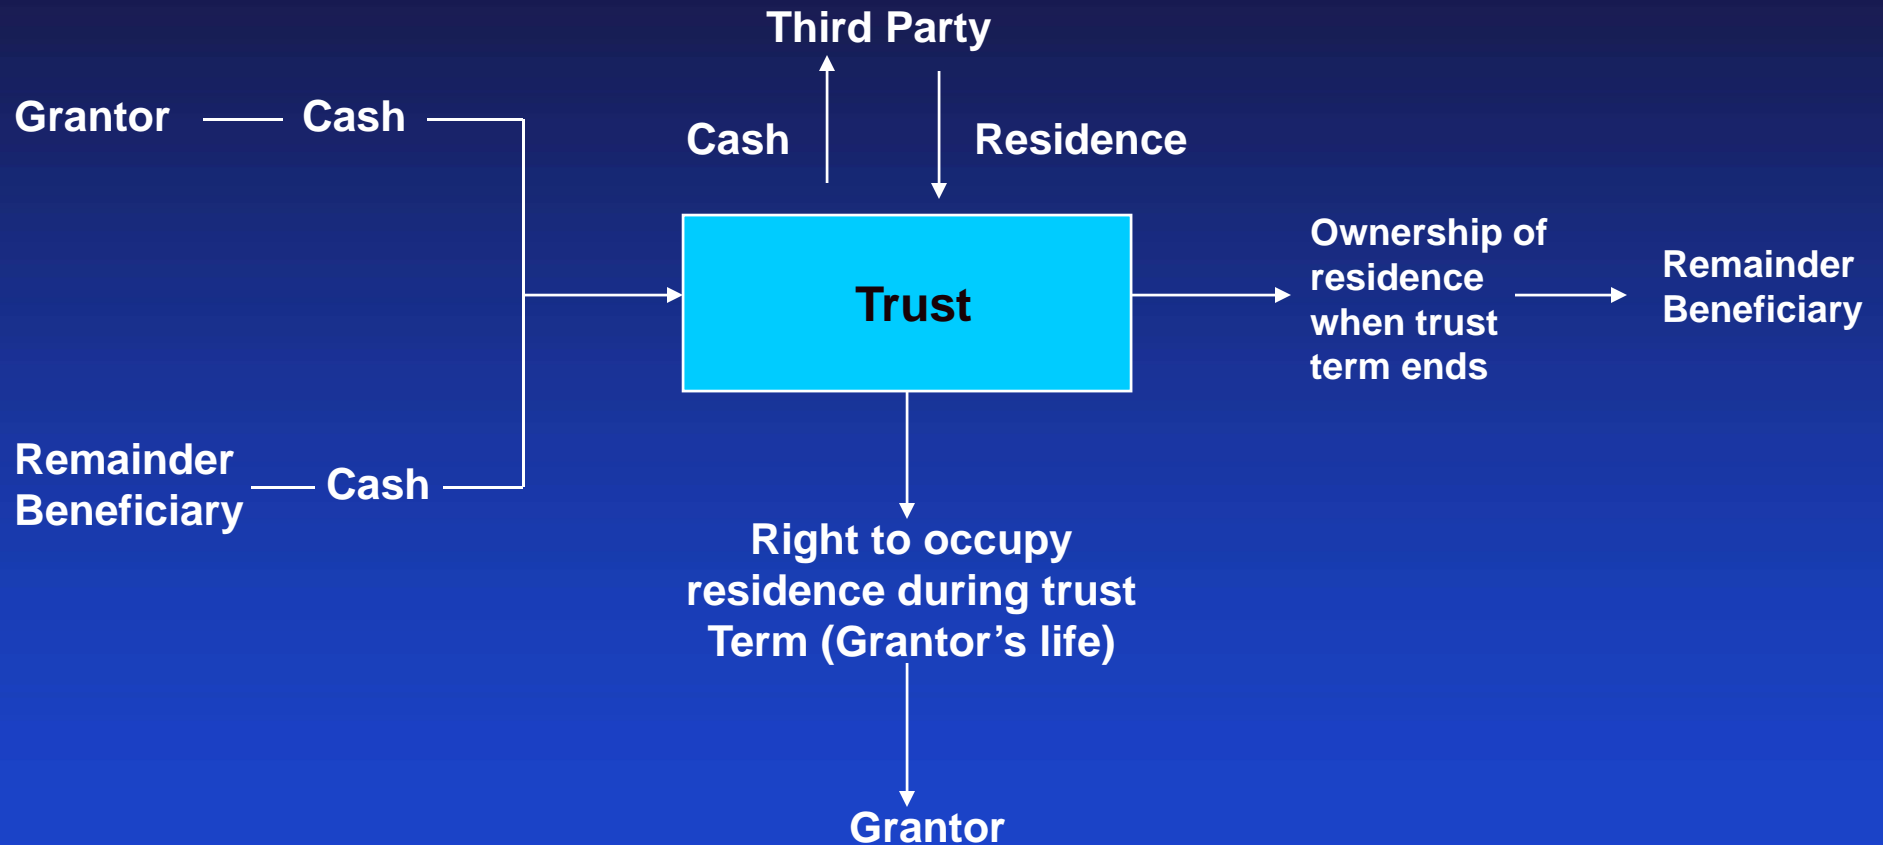 Third Party
Grantor
Cash
Cash
Residence
Trust
Ownership of
residence
when trust
term ends
Remainder
Beneficiary
Remainder
Beneficiary
Cash
Right to occupy
residence during trust
Term (Grantor’s life)
Grantor